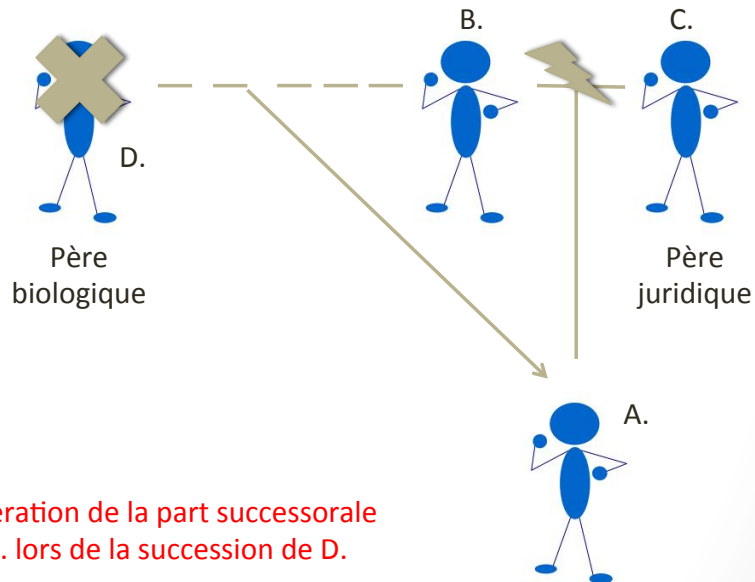 B.
C.
D.
A.
Père
biologique
Père
juridique
de la part successorale
. lors de la succession de D.